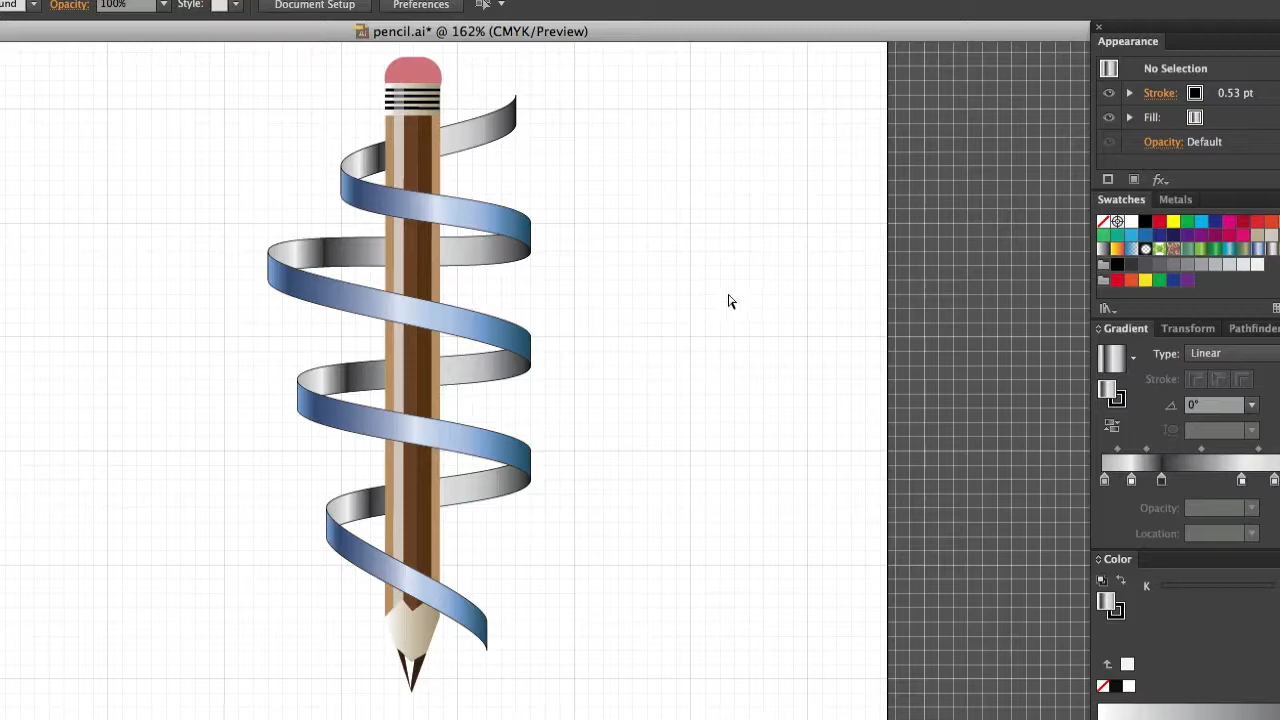 und
Opacity: 100% Style: Document Setup Preferences
pencil.ai* @ 162% (CMYK/Preview)
Appearance
No Selection
Stroke: 0.53 pt
Fill:
Opacity: Default
fx
Swatches Metals
Gradient Transform Pathfinder
Type: Linear
Stroke:
0°
Opacity:
Location:
Color
K